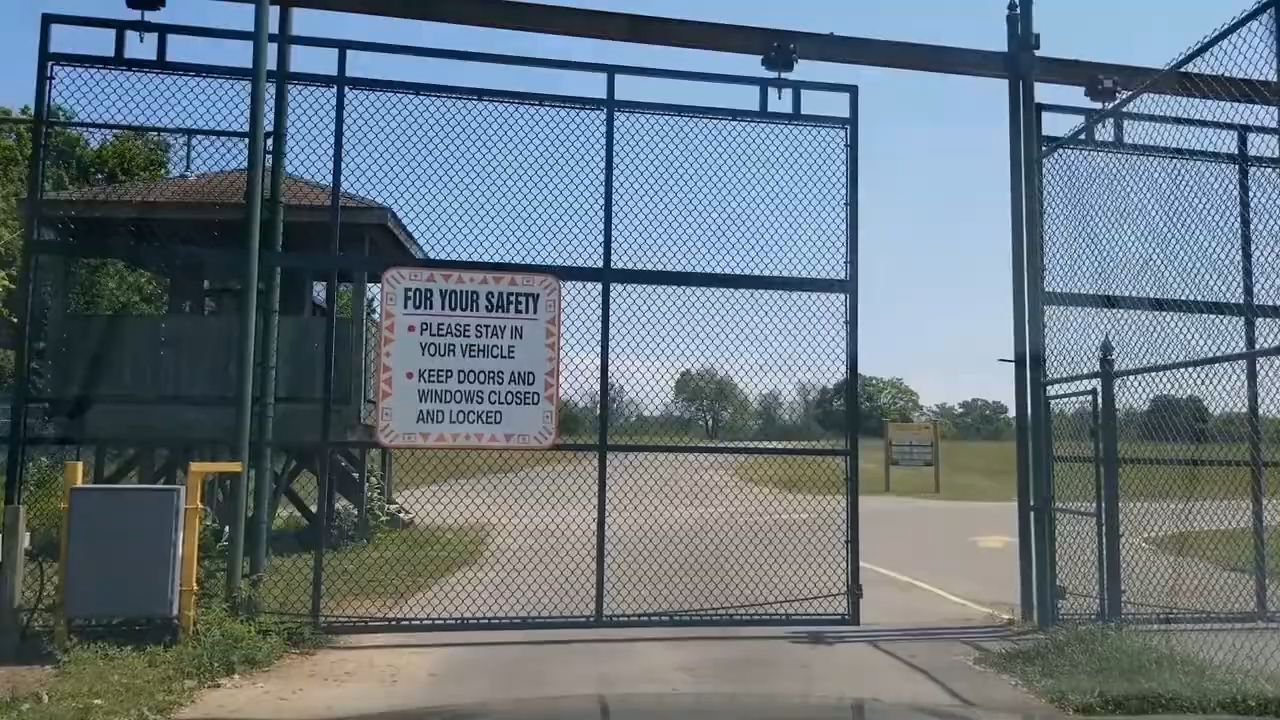 FOR YOUR SAFETY
• PLEASE STAY IN
YOUR VEHICLE
• KEEP DOORS AND
WINDOWS CLOSED
AND LOCKED